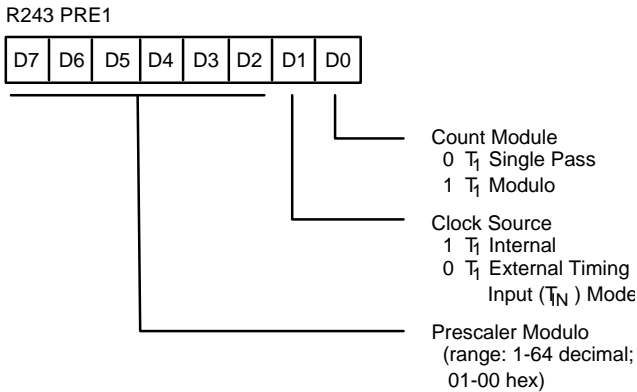 R243 PRE1
D7 D6 D5 D4 D3 D2 D1 D0
Count Module
0 T1 Single Pass
1 T1 Modulo
Clock Source
1 T1 Internal
0 T1 External Timing
Input (TIN ) Mode
Prescaler Modulo
(range: 1-64 decimal;
01-00 hex)